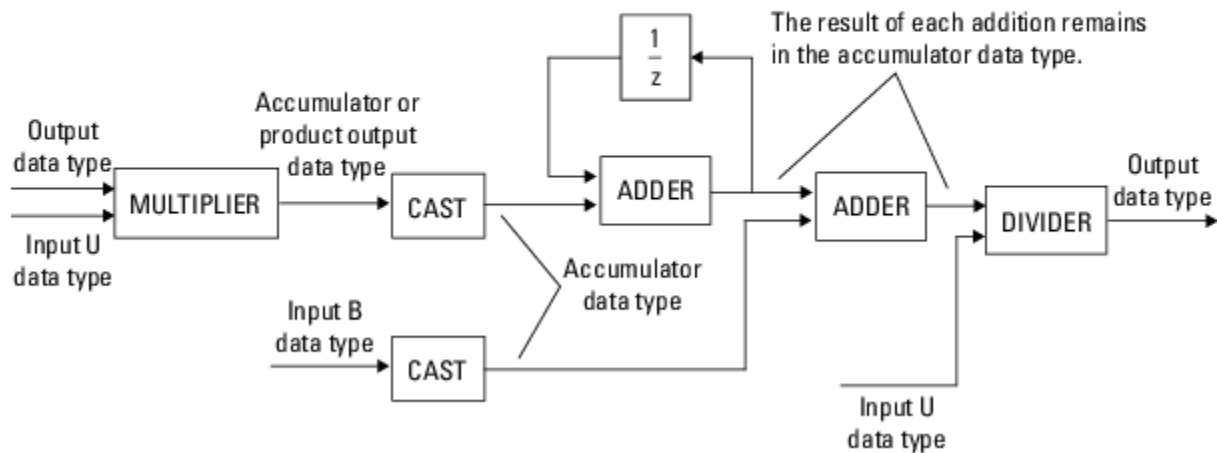 The result of each addition remains
in the accumulator data type.
1
z
Accumulator or
product output
data type
Output
data type
MULTIPLIER
Input U
data type
CAST
ADDER
ADDER
DIVIDER
Output
data type
Accumulator
data type
Input B
data type
CAST
Input U
data type